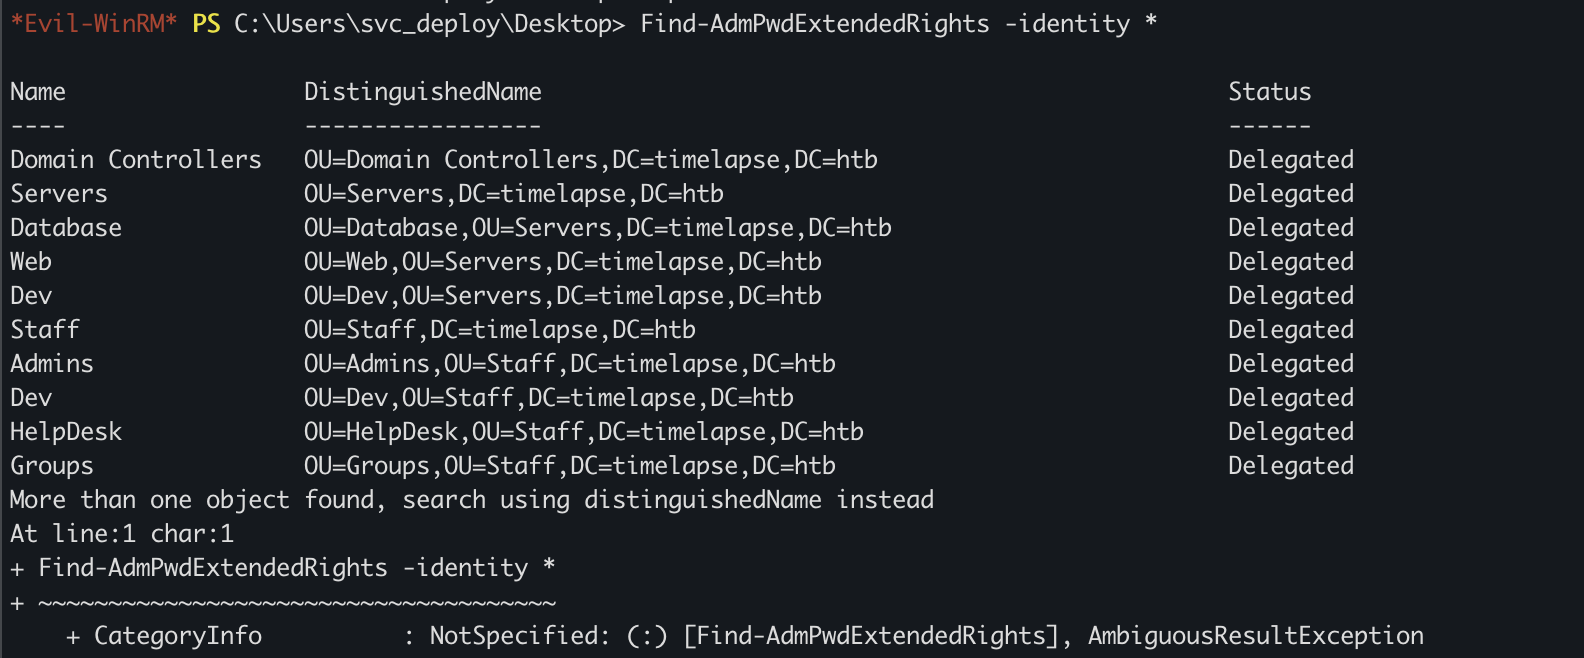 *Evil-WinRM* PS C:\Users\svc_deploy\Desktop> Find-AdmPwdExtendedRights -identity *
Name DistinguishedName Status
---- ----------------- ------
Domain Controllers OU=Domain Controllers,DC=timelapse,DC=htb Delegated
Servers OU=Servers,DC=timelapse,DC=htb Delegated
Database OU=Database,OU=Servers,DC=timelapse,DC=htb Delegated
Web OU=Web,OU=Servers,DC=timelapse,DC=htb Delegated
Dev OU=Dev,OU=Servers,DC=timelapse,DC=htb Delegated
Staff OU=Staff,DC=timelapse,DC=htb Delegated
Admins OU=Admins,OU=Staff,DC=timelapse,DC=htb Delegated
Dev OU=Dev,OU=Staff,DC=timelapse,DC=htb Delegated
HelpDesk OU=HelpDesk,OU=Staff,DC=timelapse,DC=htb Delegated
Groups OU=Groups,OU=Staff,DC=timelapse,DC=htb Delegated
More than one object found, search using distinguishedName instead
At line:1 char:1
+ Find-AdmPwdExtendedRights -identity *
+ ~~~~~~~~~~~~~~~~~~~~~~~~~~~~~~~~~~~~~
+ CategoryInfo : NotSpecified: (:) [Find-AdmPwdExtendedRights], AmbiguousResultException